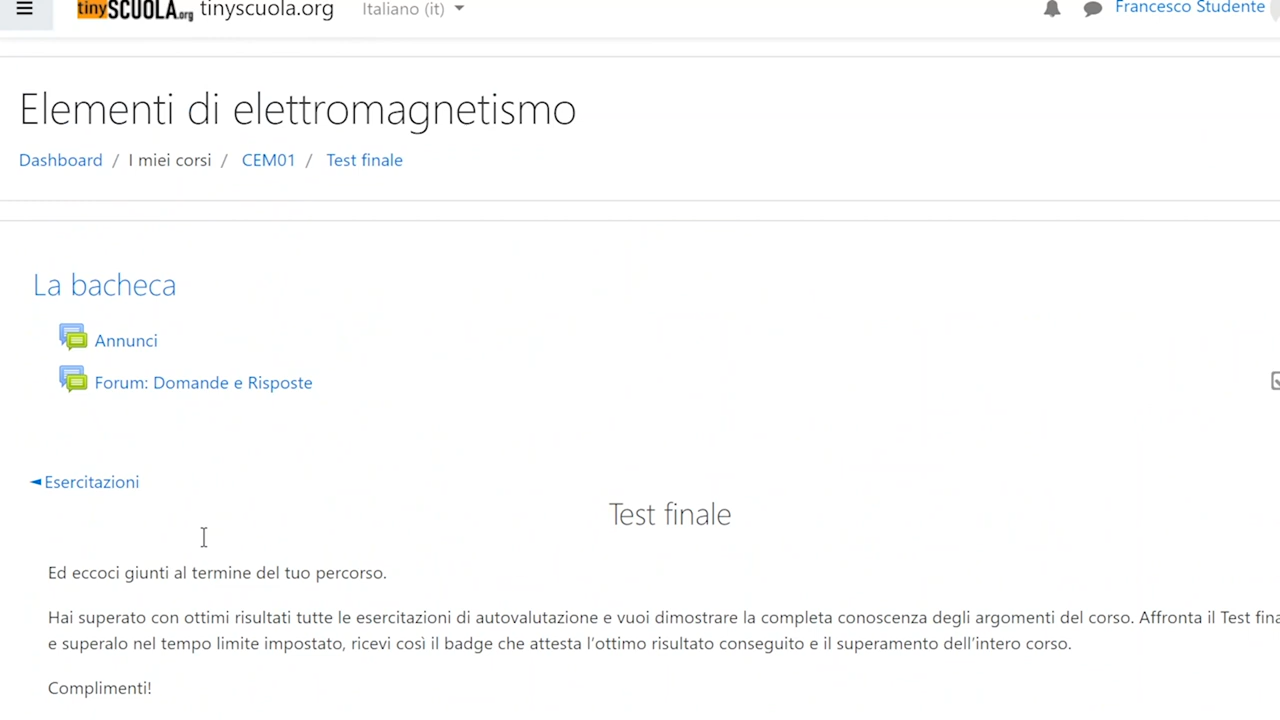 tinySCUOLA.org tinyscuola.org Italiano (it) Francesco Studente
Elementi di elettromagnetismo
Dashboard / I miei corsi / CEM01 / Test finale
La bacheca
Annunci
Forum: Domande e Risposte
◄Esercitazioni
Test finale
Ed eccoci giunti al termine del tuo percorso.
Hai superato con ottimi risultati tutte le esercitazioni di autovalutazione e vuoi dimostrare la completa conoscenza degli argomenti del corso. Affronta il Test fina
e superalo nel tempo limite impostato, ricevi così il badge che attesta l'ottimo risultato conseguito e il superamento dell'intero corso.
Complimenti!